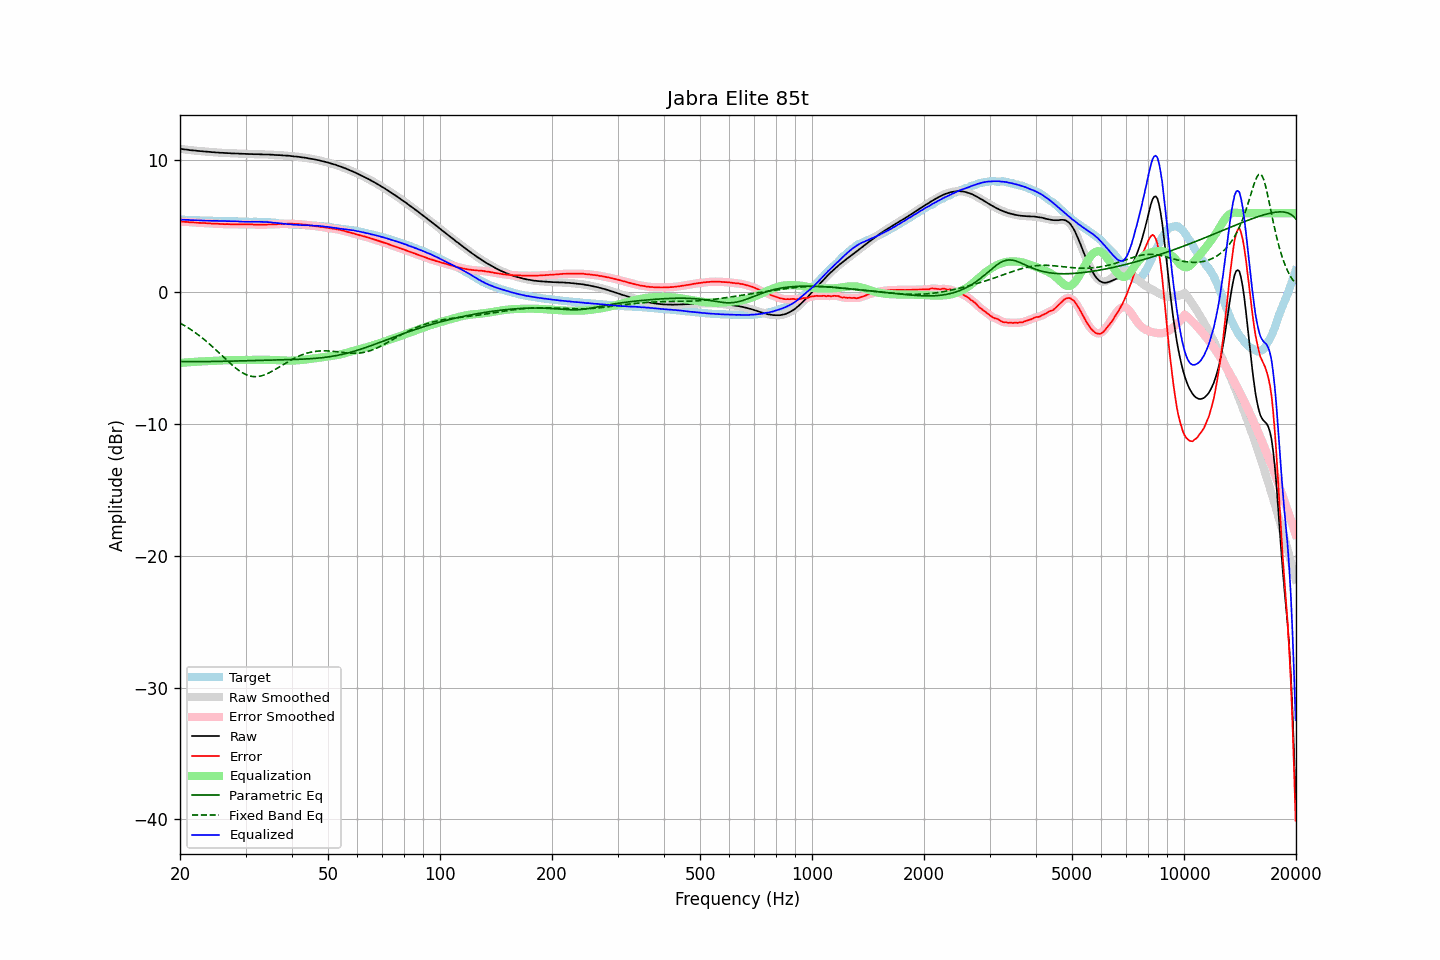 Jabra Elite 85t
Amplitude (dBr)
10
0
−10
−20
−30
−40
Target
Raw Smoothed
Error Smoothed
Raw
Error
Equalization
Parametric Eq
Fixed Band Eq
Equalized
20 50 100 200 500 1000 2000 5000 10000 20000
Frequency (Hz)